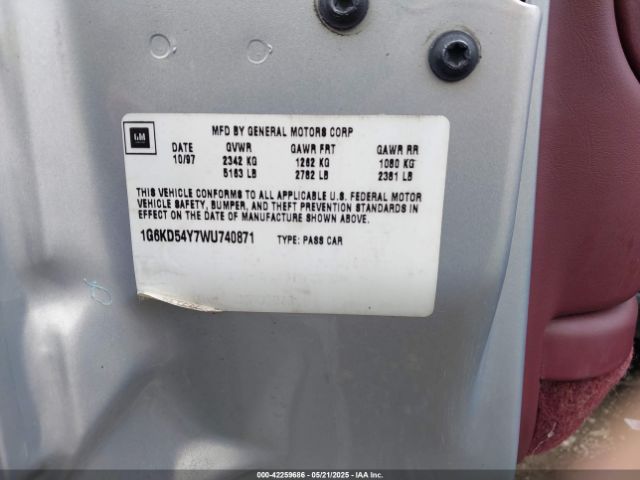 MFD BY GENERAL MOTORS CORP
GM
DATE GVWR GAWR FRT GAWR RR
10/97 2342 KG 1262 KG 1080 KG
5163 LB 2782 LB 2381 LB
THIS VEHICLE CONFORMS TO ALL APPLICABLE U.S. FEDERAL MOTOR
VEHICLE SAFETY, BUMPER, AND THEFT PREVENTION STANDARDS IN
EFFECT ON THE DATE OF MANUFACTURE SHOWN ABOVE.
1G6KD54Y7WU740871 TYPE: PASS CAR
000-42259686 - 05/21/2025 - IAA Inc.